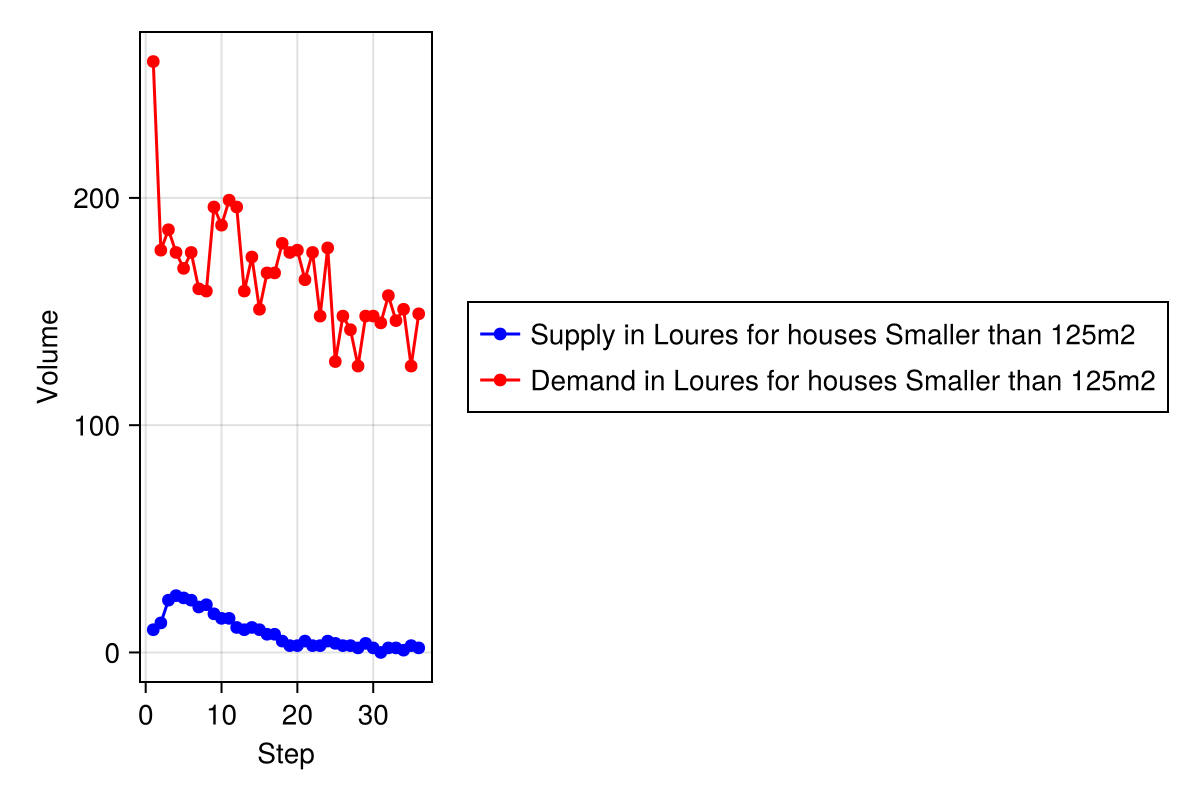 Volume
200
100
0
0 10 20 30
Step
Supply in Loures for houses Smaller than 125m2
Demand in Loures for houses Smaller than 125m2